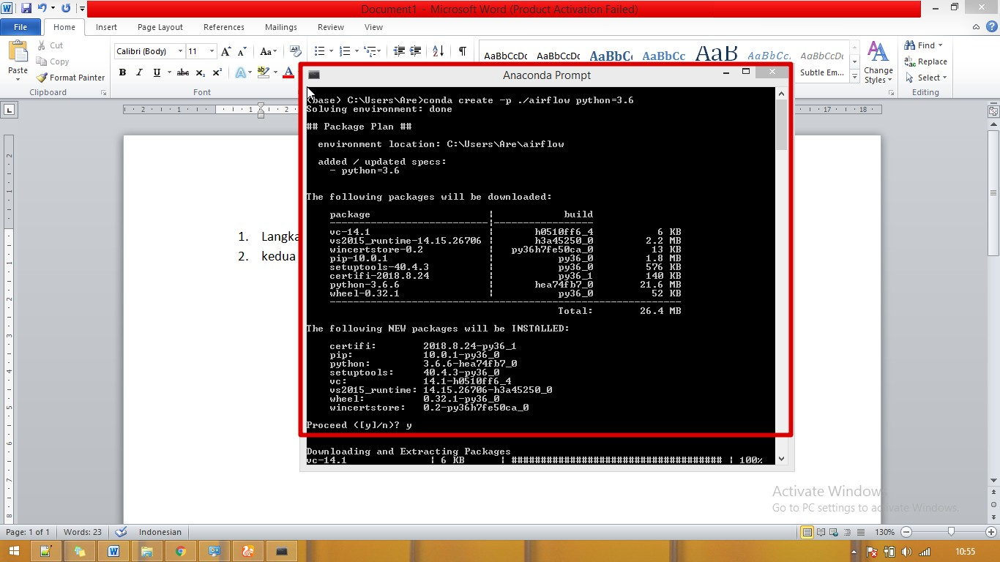 Document1 - Microsoft Word (Product Activation Failed)
File Home Insert Page Layout References Mailings Review View
Paste
Cut
Copy
Format Painter
Clipboard
Calibri (Body) 11
Font
AaBbCcDc AaBbCcDc AaBbC AaBbCc AaB AaBbCc. AaBbCcDc
Subtle Em...
Change
Styles
Find
Replace
Select
Editing
1. Langka
2. kedua
Anaconda Prompt
(base) C:\Users\Are>conda create -p ./airflow python=3.6
Solving environment: done
## Package Plan ##
environment location: C:\Users\Are\airflow
added / updated specs:
- python=3.6
The following packages will be downloaded:
package | build
---------------------------|-----------------
vc-14.1 | h0510ff6_4 6 KB
vs2015_runtime-14.15.26706 | h3a45250_0 2.2 MB
wincertstore-0.2 | py36h7fe50ca_0 13 KB
pip-10.0.1 | py36_0 1.8 MB
setuptools-40.4.3 | py36_0 576 KB
certifi-2018.8.24 | py36_1 140 KB
python-3.6.6 | hea74fb7_0 21.6 MB
wheel-0.32.1 | py36_0 52 KB
------------------------------------------------------------
Total: 26.4 MB
The following NEW packages will be INSTALLED:
certifi: 2018.8.24-py36_1
pip: 10.0.1-py36_0
python: 3.6.6-hea74fb7_0
setuptools: 40.4.3-py36_0
vc: 14.1-h0510ff6_4
vs2015_runtime: 14.15.26706-h3a45250_0
wheel: 0.32.1-py36_0
wincertstore: 0.2-py36h7fe50ca_0
Proceed ([y]/n)? y
Downloading and Extracting Packages
vc-14.1 | 6 KB | #################################### | 100%
Activate Windows
Go to PC settings to activate Windows.
Page: 1 of 1 Words: 23 Indonesian 130%
10:55